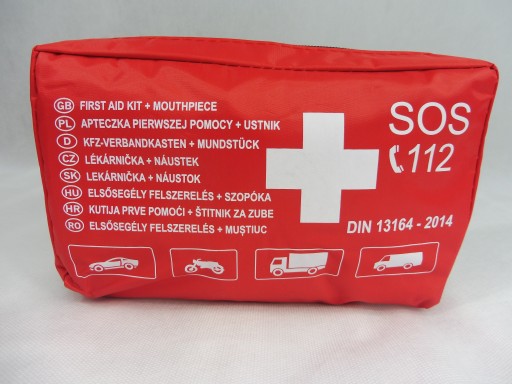 GB FIRST AID KIT + MOUTHPIECE
PL APTECZKA PIERWSZEJ POMOCY + USTNIK
D KFZ-VERBANDKASTEN + MUNDSTÜCK
CZ LÉKÁRNIČKA + NÁUSTEK
SK LEKÁRNIČKA + NÁUSTOK
HU ELSŐSEGÉLY FELSZERELÉS + SZOPÓKA
HR KUTIJA PRVE POMOĆI + ŠTITNIK ZA ZUBE
RO ELSŐSEGÉLY FELSZERELÉS + MUȘTIUC
SOS
112
DIN 13164 - 2014